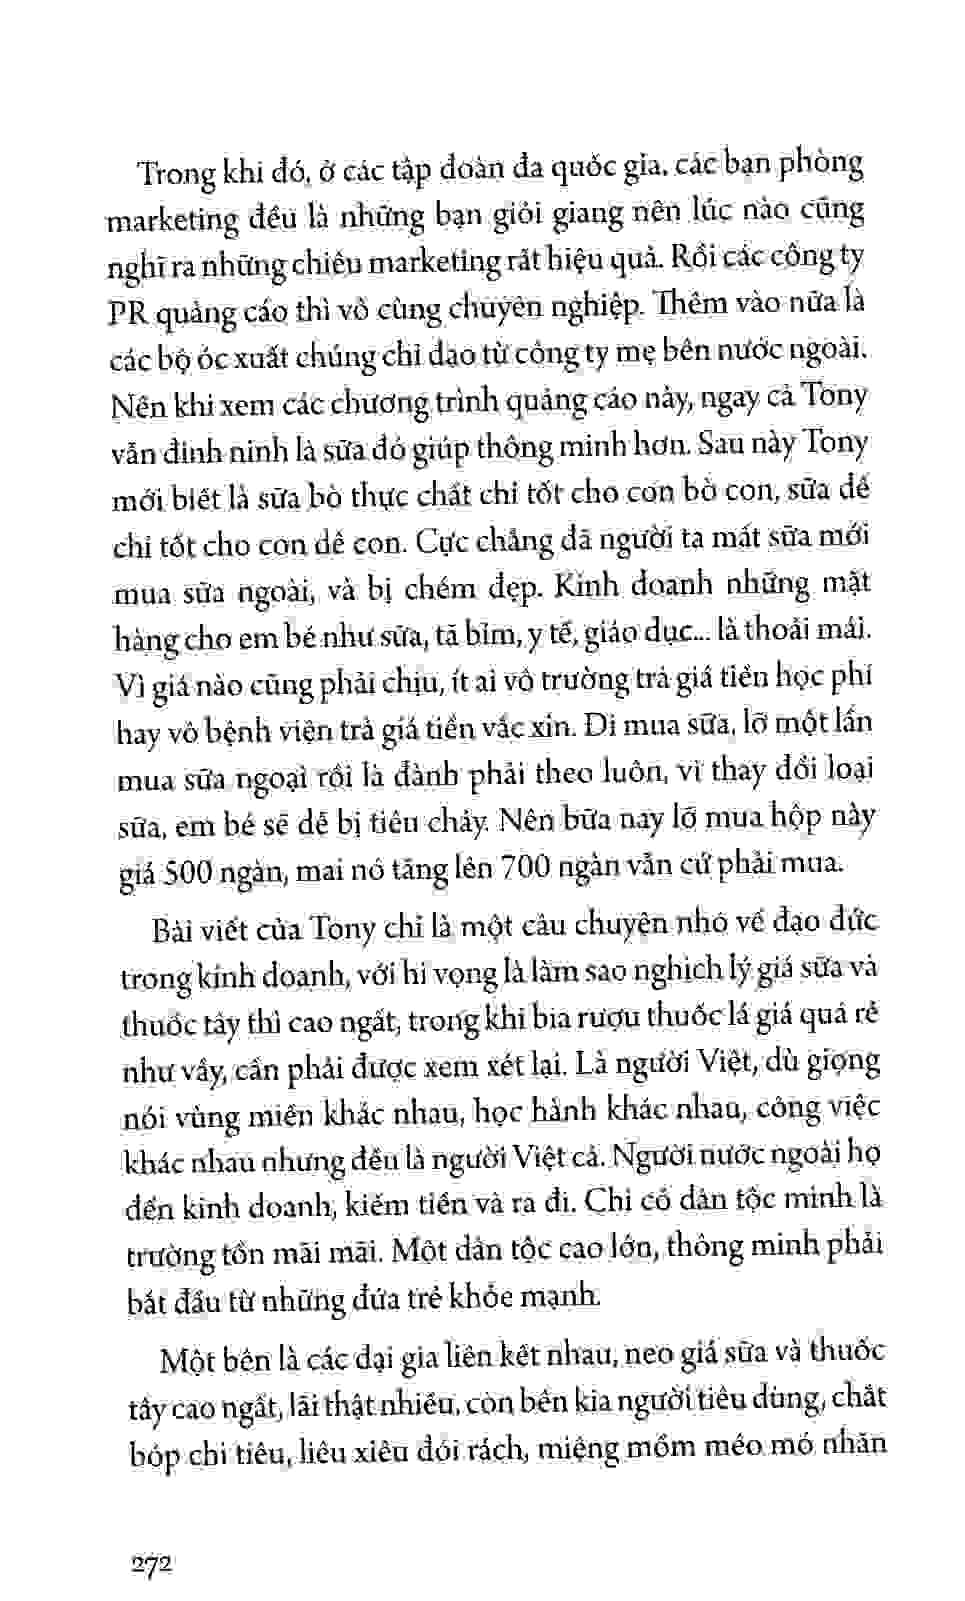 Trong khi đó, ở các tập đoàn đa quốc gia, các bạn phòng
marketing đều là những bạn giỏi giang nên lúc nào cũng
nghĩ ra những chiêu marketing rất hiệu quả. Rồi các công ty
PR quảng cáo thì vô cùng chuyên nghiệp. Thêm vào nữa là
các bộ óc xuất chúng chỉ đạo từ công ty mẹ bên nước ngoài.
Nên khi xem các chương trình quảng cáo này, ngay cả Tony
vẫn đinh ninh là sữa đó giúp thông minh hơn. Sau này Tony
mới biết là sữa bò thực chất chỉ tốt cho con bò con, sữa dê
chỉ tốt cho con dê con. Cực chẳng đã người ta mất sữa mới
mua sữa ngoài, và bị chém đẹp. Kinh doanh những mặt
hàng cho em bé như sữa, tã bỉm, y tế, giáo dục... là thoải mái.
Vì giá nào cũng phải chịu, ít ai vô trường trả giá tiền học phí
hay vô bệnh viện trả giá tiền vắc xin. Đi mua sữa, lỡ một lần
mua sữa ngoại rồi là đành phải theo luôn, vì thay đổi loại
sữa, em bé sẽ dễ bị tiêu chảy. Nên bữa nay lỡ mua hộp này
giá 500 ngàn, mai nó tăng lên 700 ngàn vẫn cứ phải mua.
Bài viết của Tony chỉ là một câu chuyện nhỏ về đạo đức
trong kinh doanh, với hi vọng là làm sao nghịch lý giá sữa và
thuốc tây thì cao ngất, trong khi bia rượu thuốc lá giá quá rẻ
như vậy, cần phải được xem xét lại. Là người Việt, dù giọng
nói vùng miền khác nhau, học hành khác nhau, công việc
khác nhau nhưng đều là người Việt cả. Người nước ngoài họ
đến kinh doanh, kiếm tiền và ra đi. Chỉ có dân tộc mình là
trường tồn mãi mãi. Một dân tộc cao lớn, thông minh phải
bắt đầu từ những đứa trẻ khỏe mạnh.
Một bên là các đại gia liên kết nhau, neo giá sữa và thuốc
tây cao ngất, lãi thật nhiều, còn bên kia người tiêu dùng, chắt
bóp chi tiêu, liêu xiêu đói rách, miệng mồm méo mó nhăn
272